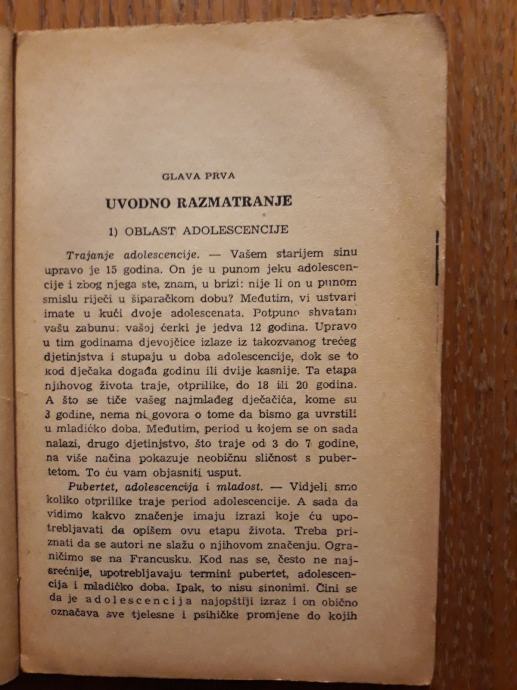 GLAVA PRVA
UVODNO RAZMATRANJE
1) OBLAST ADOLESCENCIJE
Trajanje adolescencije. — Vašem starijem sinu
upravo je 15 godina. On je u punom jeku adolescen-
cije i zbog njega ste, znam, u brizi: nije li on u punom
smislu riječi u šiparačkom dobu? Međutim, vi ustvari
imate u kući dvoje adolescenata. Potpuno shvatam
vašu zabunu: vašoj ćerki je jedva 12 godina. Upravo
u tim godinama djevojčice izlaze iz takozvanog trećeg
djetinjstva i stupaju u doba adolescencije, dok se to
kod dječaka događa godinu ili dvije kasnije. Ta etapa
njihovog života traje, otprilike, do 18 ili 20 godina.
A što se tiče vašeg najmlađeg dječačića, kome su
3 godine, nema ni govora o tome da bismo ga uvrstili
u mladićko doba. Međutim, period u kojem se on sada
nalazi, drugo djetinjstvo, što traje od 3 do 7 godine,
na više načina pokazuje neobičnu sličnost s puber-
tetom. To ću vam objasniti usput.
Pubertet, adolescencija i mladost. — Vidjeli smo
koliko otprilike traje period adolescencije. A sada da
vidimo kakvo značenje imaju izrazi koje ću upo-
trebljavati da opišem ovu etapu života. Treba pri-
znati da se autori ne slažu o njihovom značenju. Ogra-
ničimo se na Francusku. Kod nas se, često ne naj-
srećnije, upotrebljavaju termini pubertet, adolescen-
cija i mladićko doba. Ipak, to nisu sinonimi. Čini se
da je adolescencija najopštiji izraz i on obično
označava sve tjelesne i psihičke promjene do kojih